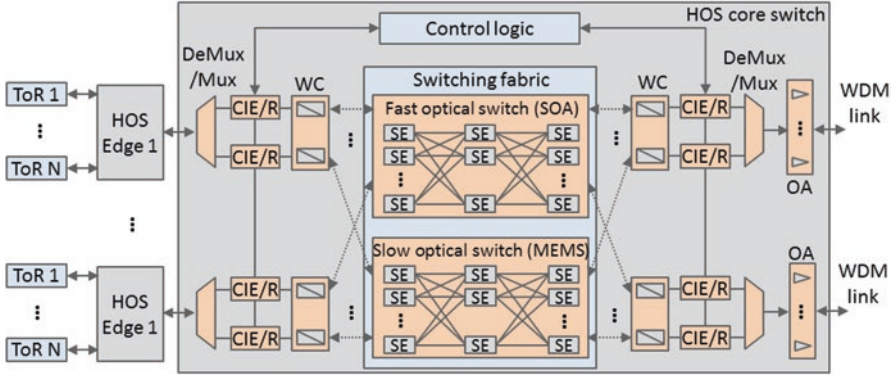 HOS core switch
Control logic
DeMux
/Mux
WC
Switching fabric
WC
DeMux
/Mux
ToR 1
ToR N
HOS
Edge 1
CIE/R
CIE/R
Fast optical switch (SOA)
SE SE SE
SE SE SE
SE SE SE
CIE/R
CIE/R
OA
WDM
link
ToR 1
ToR N
HOS
Edge 1
CIE/R
CIE/R
Slow optical switch (MEMS)
SE SE SE
SE SE SE
SE SE SE
CIE/R
CIE/R
OA
WDM
link